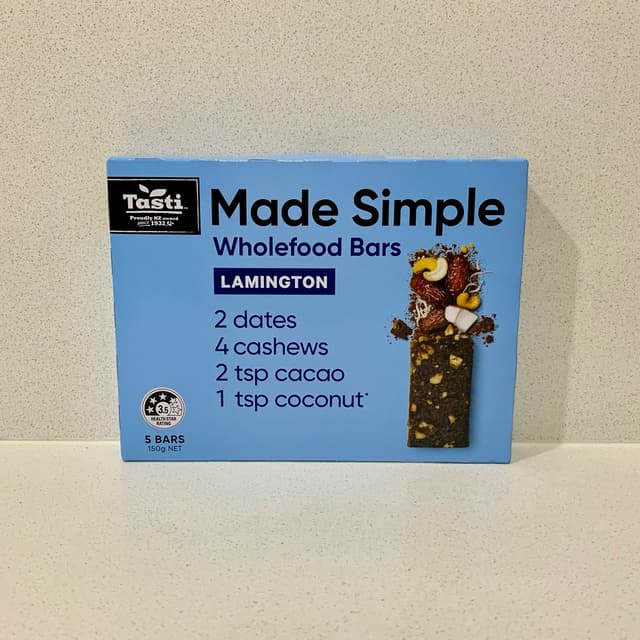 Tasti
Proudly NZ owned
since 1932
Made Simple
Wholefood Bars
LAMINGTON
2 dates
4 cashews
2 tsp cacao
1 tsp coconut*
3.5
HEALTH STAR
RATING
5 BARS
150g NET